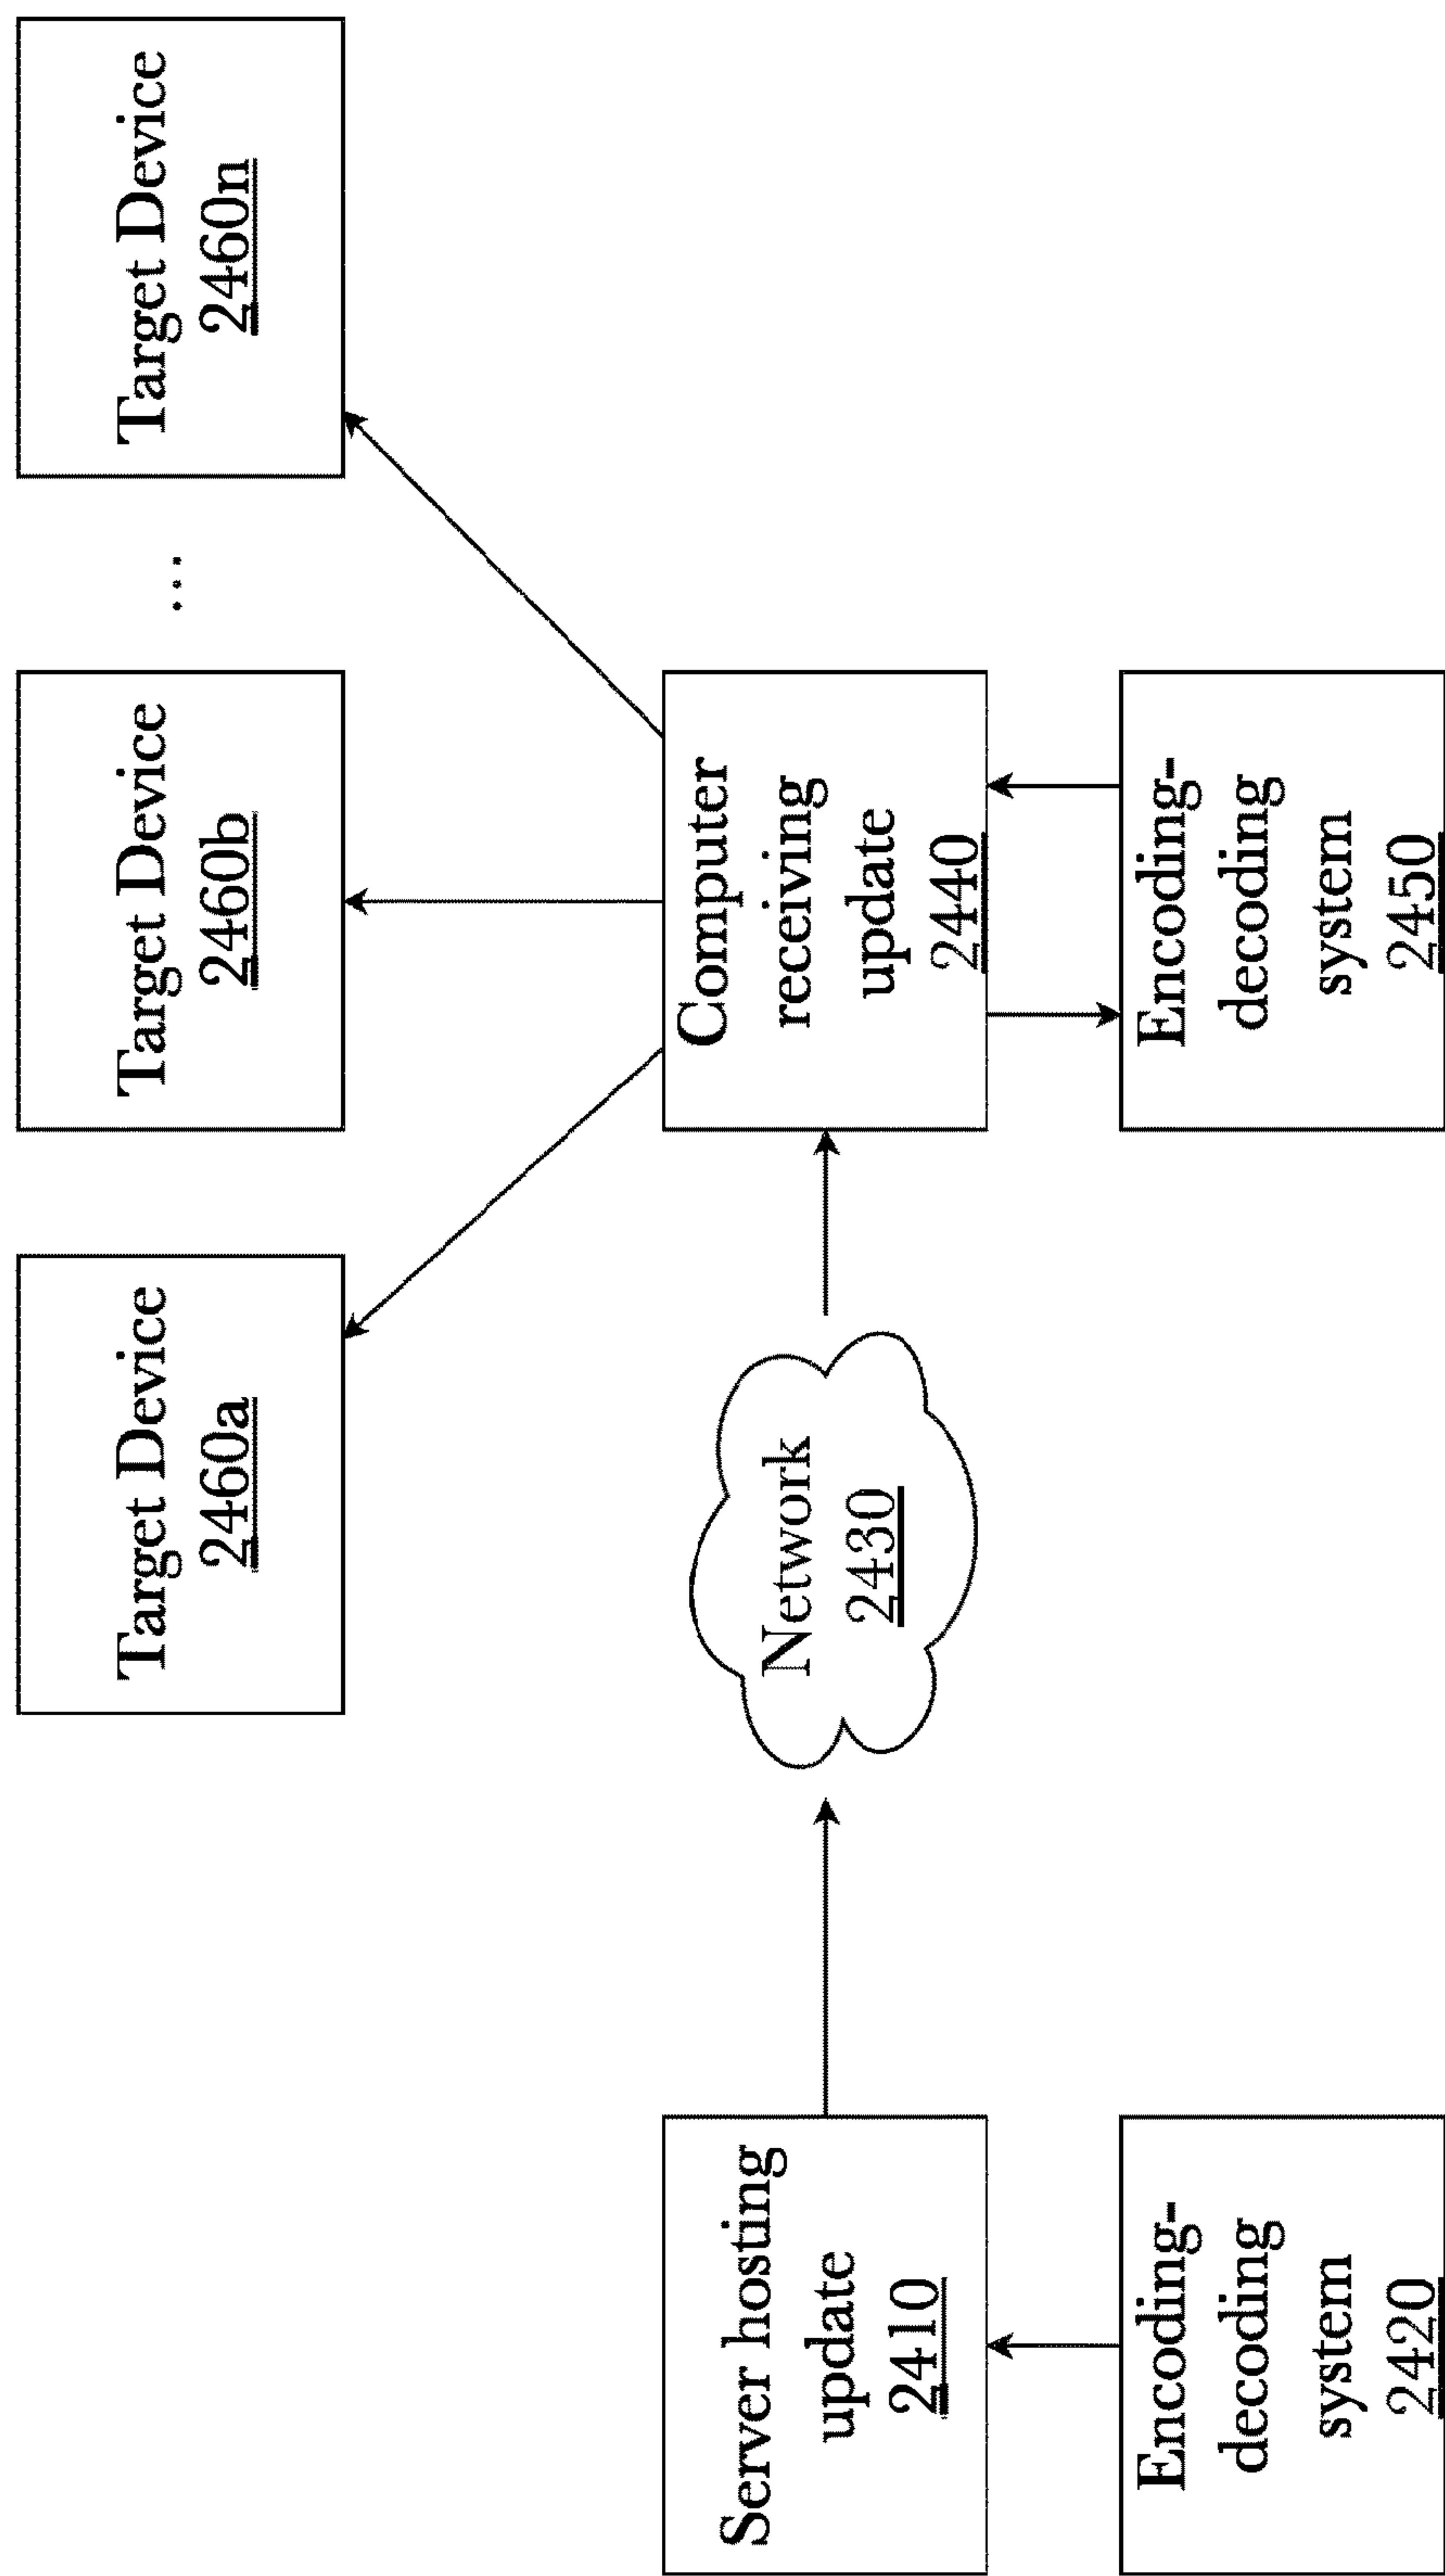 Target Device
2460a
Target Device
2460b
...
Target Device
2460n
Server hosting
update
2410
Network
2430
Computer
receiving
update
2440
Encoding-
decoding
system
2420
Encoding-
decoding
system
2450